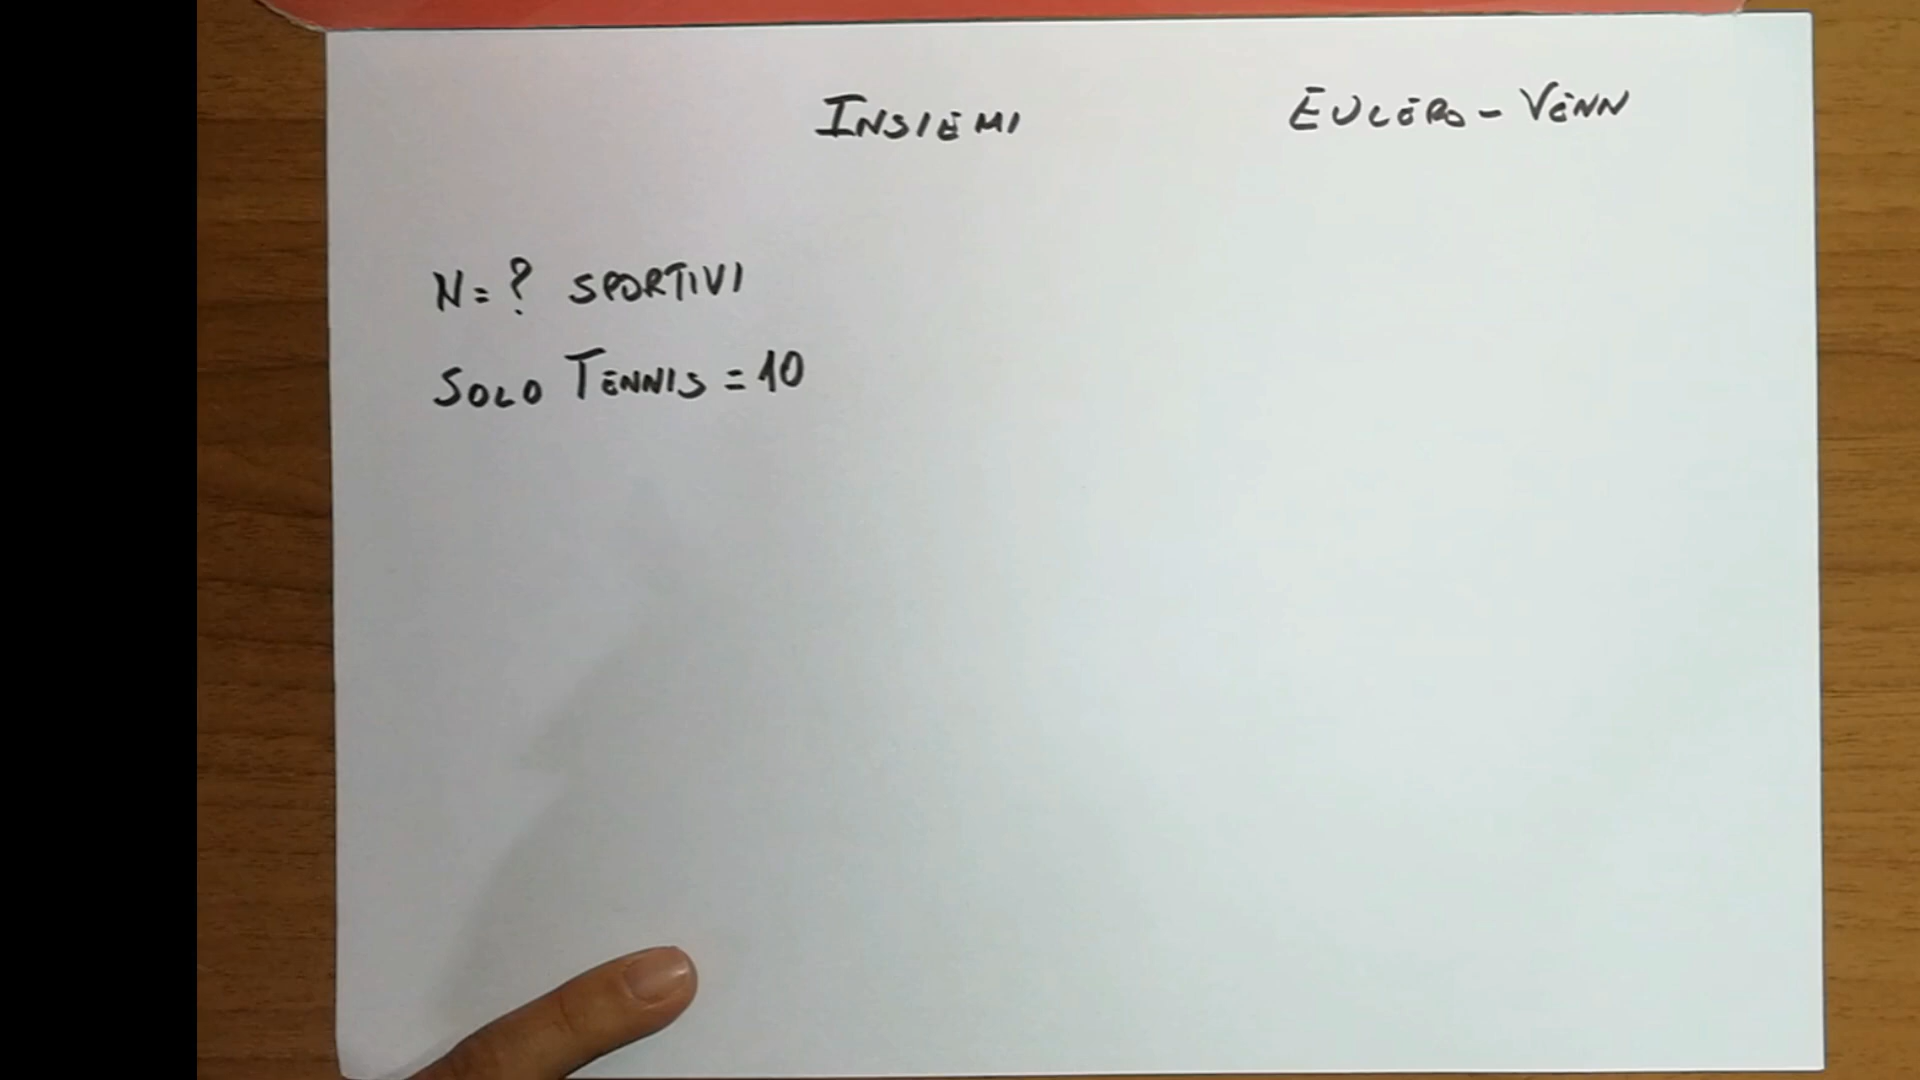 INSIEMI
EULERO - VENN
N = ? SPORTIVI
SOLO TENNIS = 10